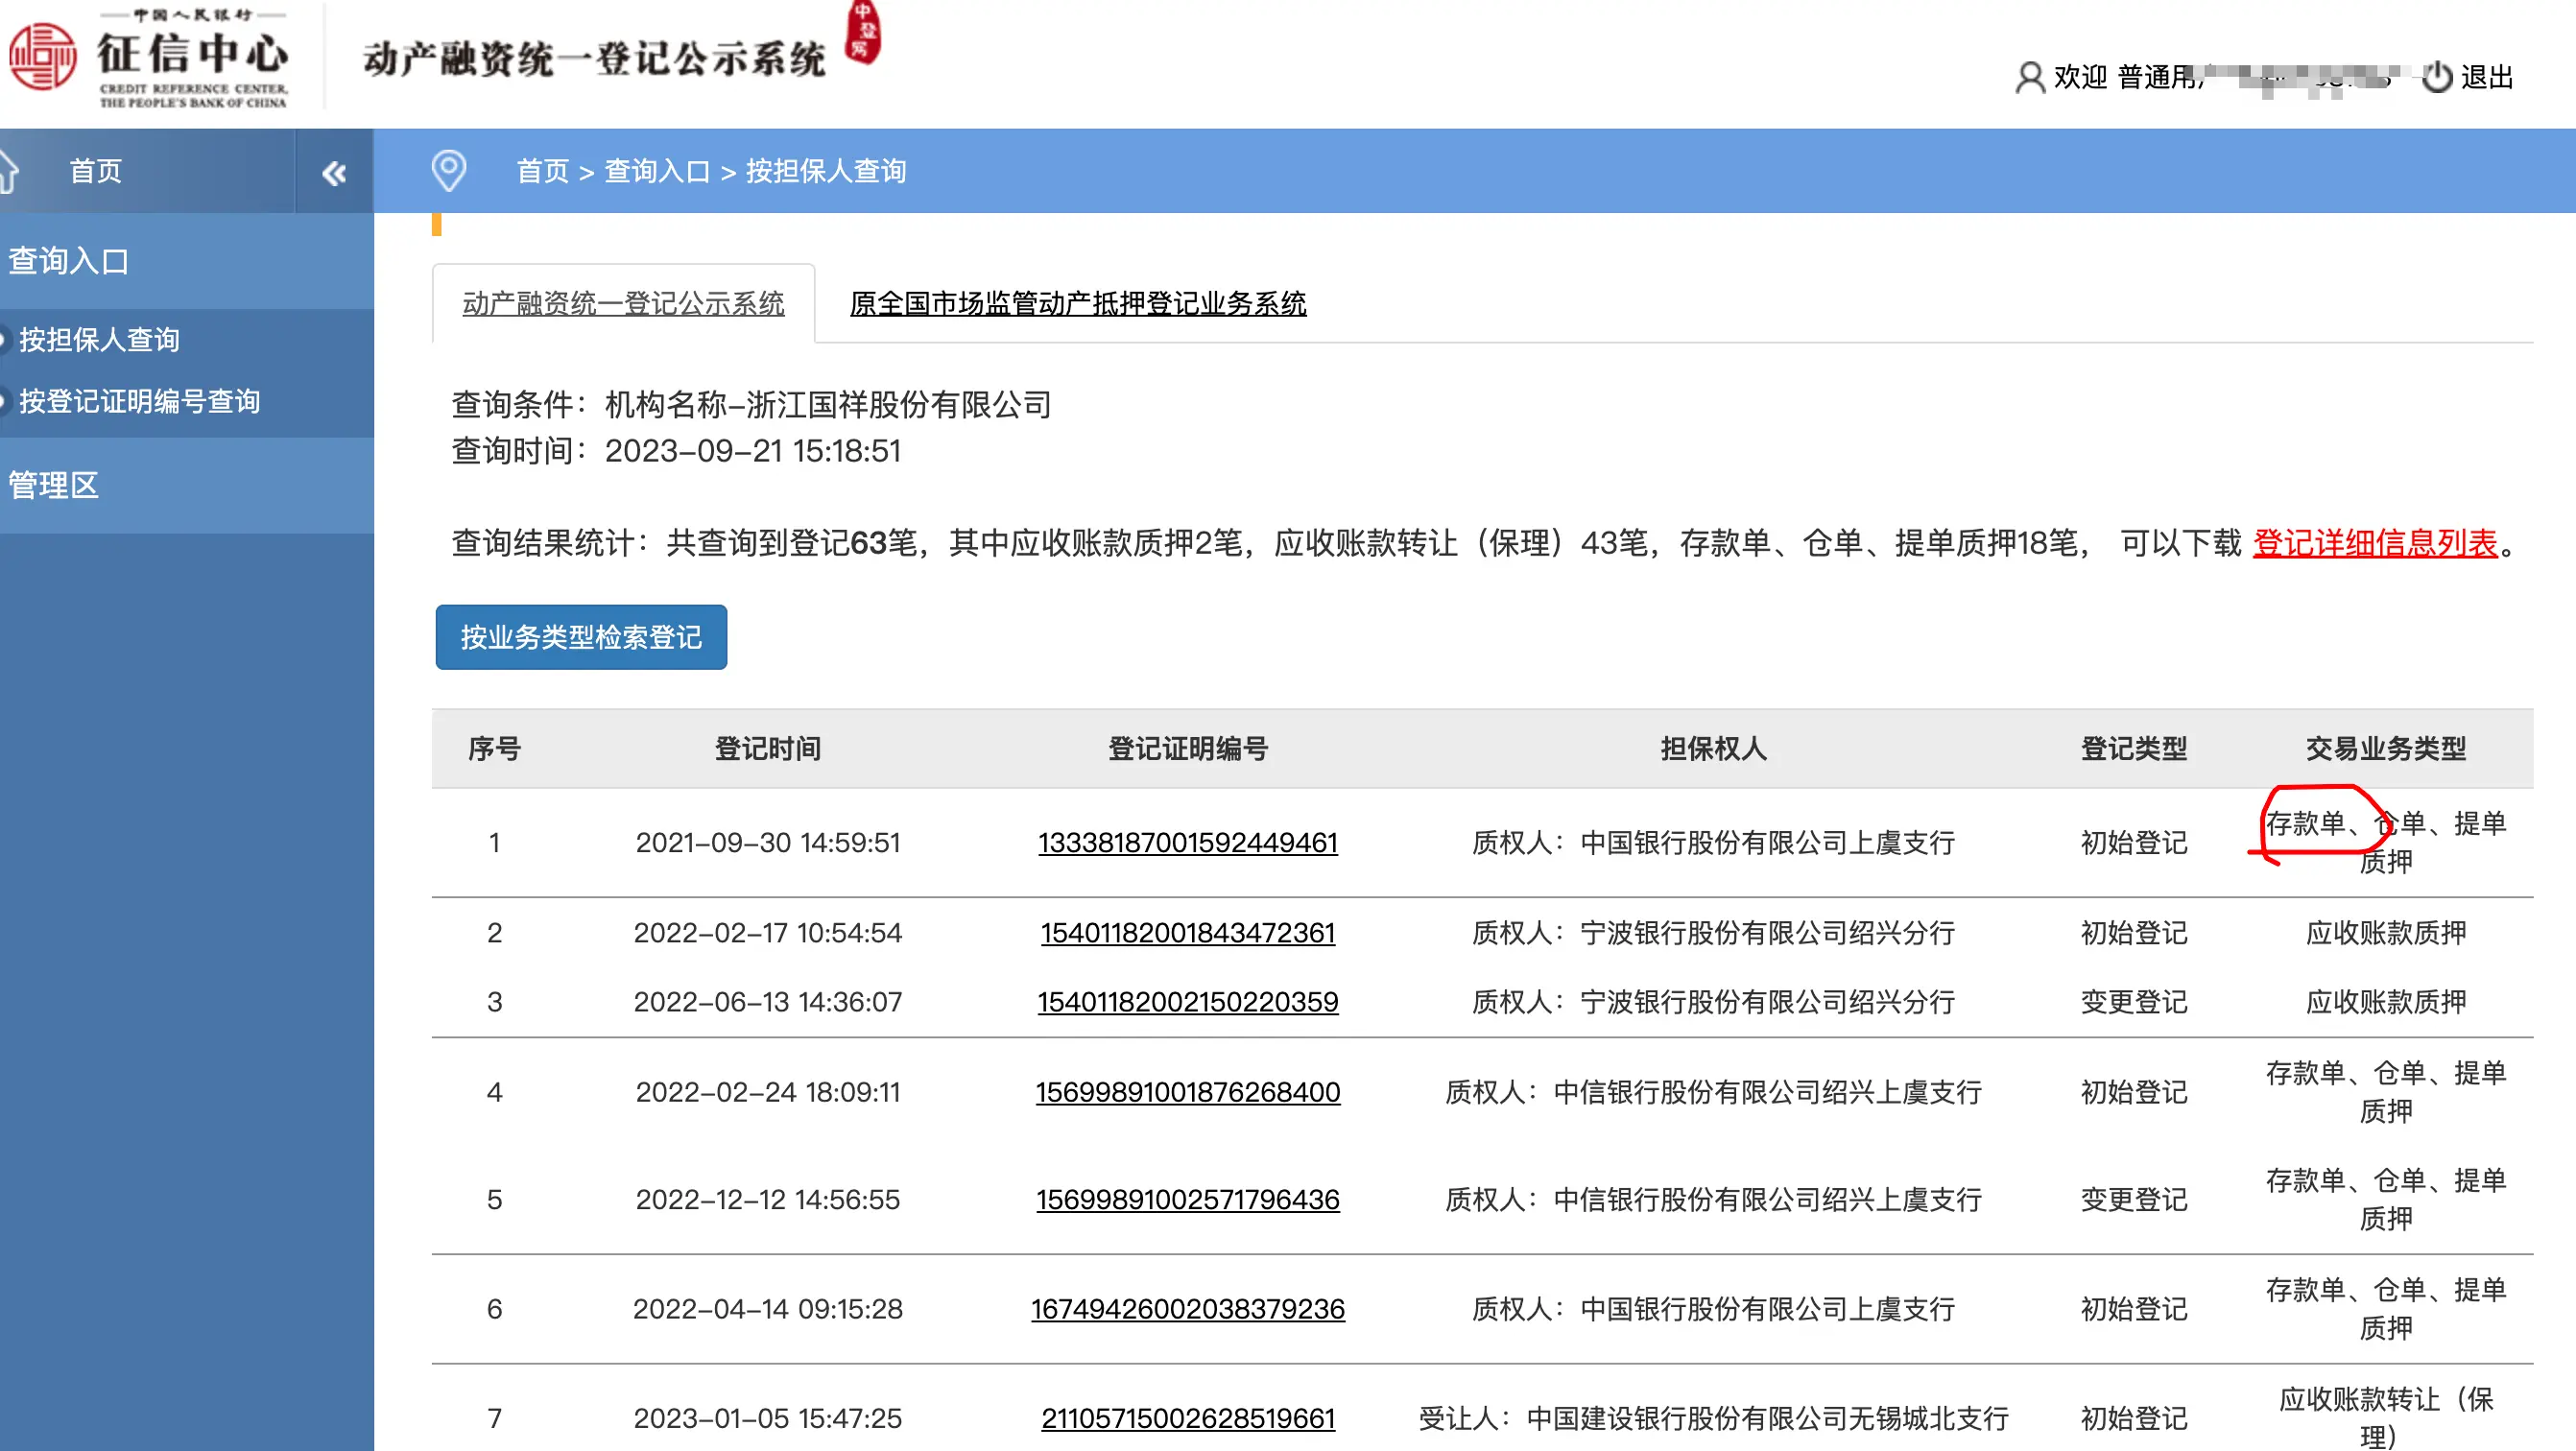 中国人民银行
征信中心
CREDIT REFERENCE CENTER,
THE PEOPLE'S BANK OF CHINA
动产融资统一登记公示系统
中登网
欢迎 普通用户
退出
首页
首页 > 查询入口 > 按担保人查询
查询入口
按担保人查询
按登记证明编号查询
管理区
动产融资统一登记公示系统
原全国市场监管动产抵押登记业务系统
查询条件：机构名称-浙江国祥股份有限公司
查询时间：2023-09-21 15:18:51
查询结果统计：共查询到登记63笔，其中应收账款质押2笔，应收账款转让（保理）43笔，存款单、仓单、提单质押18笔， 可以下载 登记详细信息列表。
按业务类型检索登记
序号 登记时间 登记证明编号 担保权人 登记类型 交易业务类型
1 2021-09-30 14:59:51 13338187001592449461 质权人：中国银行股份有限公司上虞支行 初始登记 存款单、仓单、提单
质押
2 2022-02-17 10:54:54 15401182001843472361 质权人：宁波银行股份有限公司绍兴分行 初始登记 应收账款质押
3 2022-06-13 14:36:07 15401182002150220359 质权人：宁波银行股份有限公司绍兴分行 变更登记 应收账款质押
4 2022-02-24 18:09:11 15699891001876268400 质权人：中信银行股份有限公司绍兴上虞支行 初始登记 存款单、仓单、提单
质押
5 2022-12-12 14:56:55 15699891002571796436 质权人：中信银行股份有限公司绍兴上虞支行 变更登记 存款单、仓单、提单
质押
6 2022-04-14 09:15:28 16749426002038379236 质权人：中国银行股份有限公司上虞支行 初始登记 存款单、仓单、提单
质押
7 2023-01-05 15:47:25 21105715002628519661 受让人：中国建设银行股份有限公司无锡城北支行 初始登记 应收账款转让（保
理）